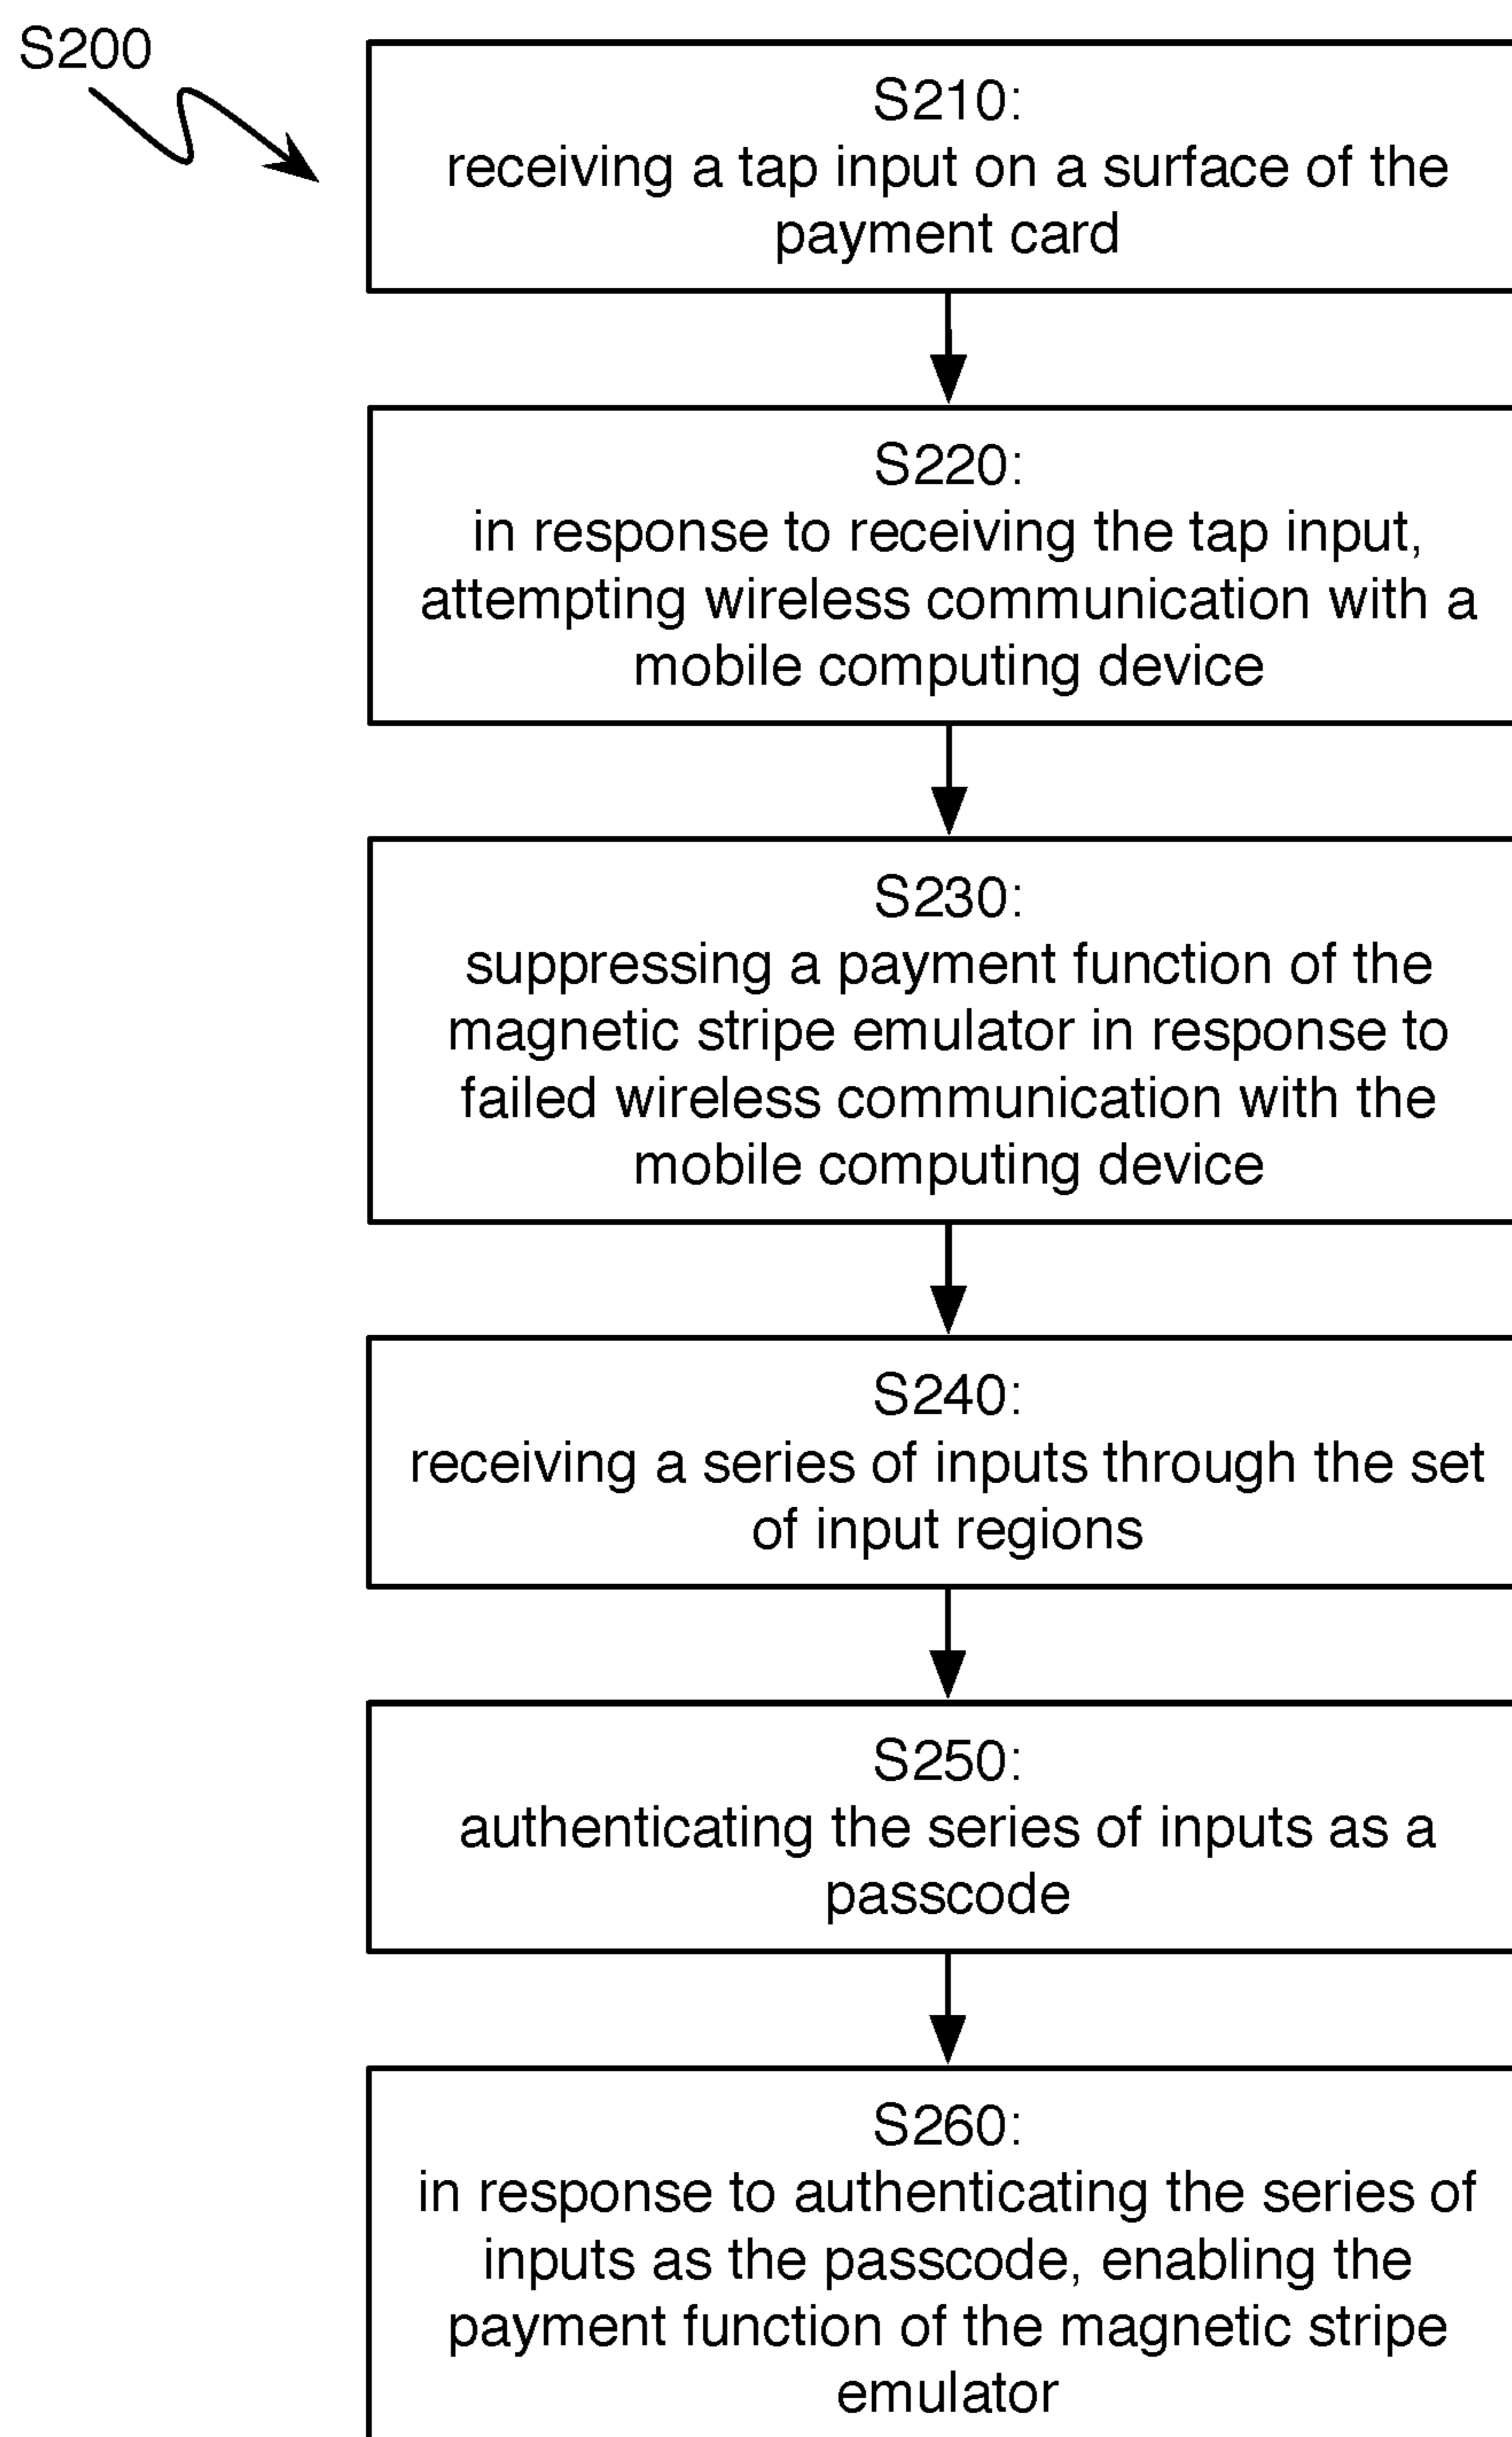 S200
S210:
receiving a tap input on a surface of the
payment card
S220:
in response to receiving the tap input,
attempting wireless communication with a
mobile computing device
S230:
suppressing a payment function of the
magnetic stripe emulator in response to
failed wireless communication with the
mobile computing device
S240:
receiving a series of inputs through the set
of input regions
S250:
authenticating the series of inputs as a
passcode
S260:
in response to authenticating the series of
inputs as the passcode, enabling the
payment function of the magnetic stripe
emulator